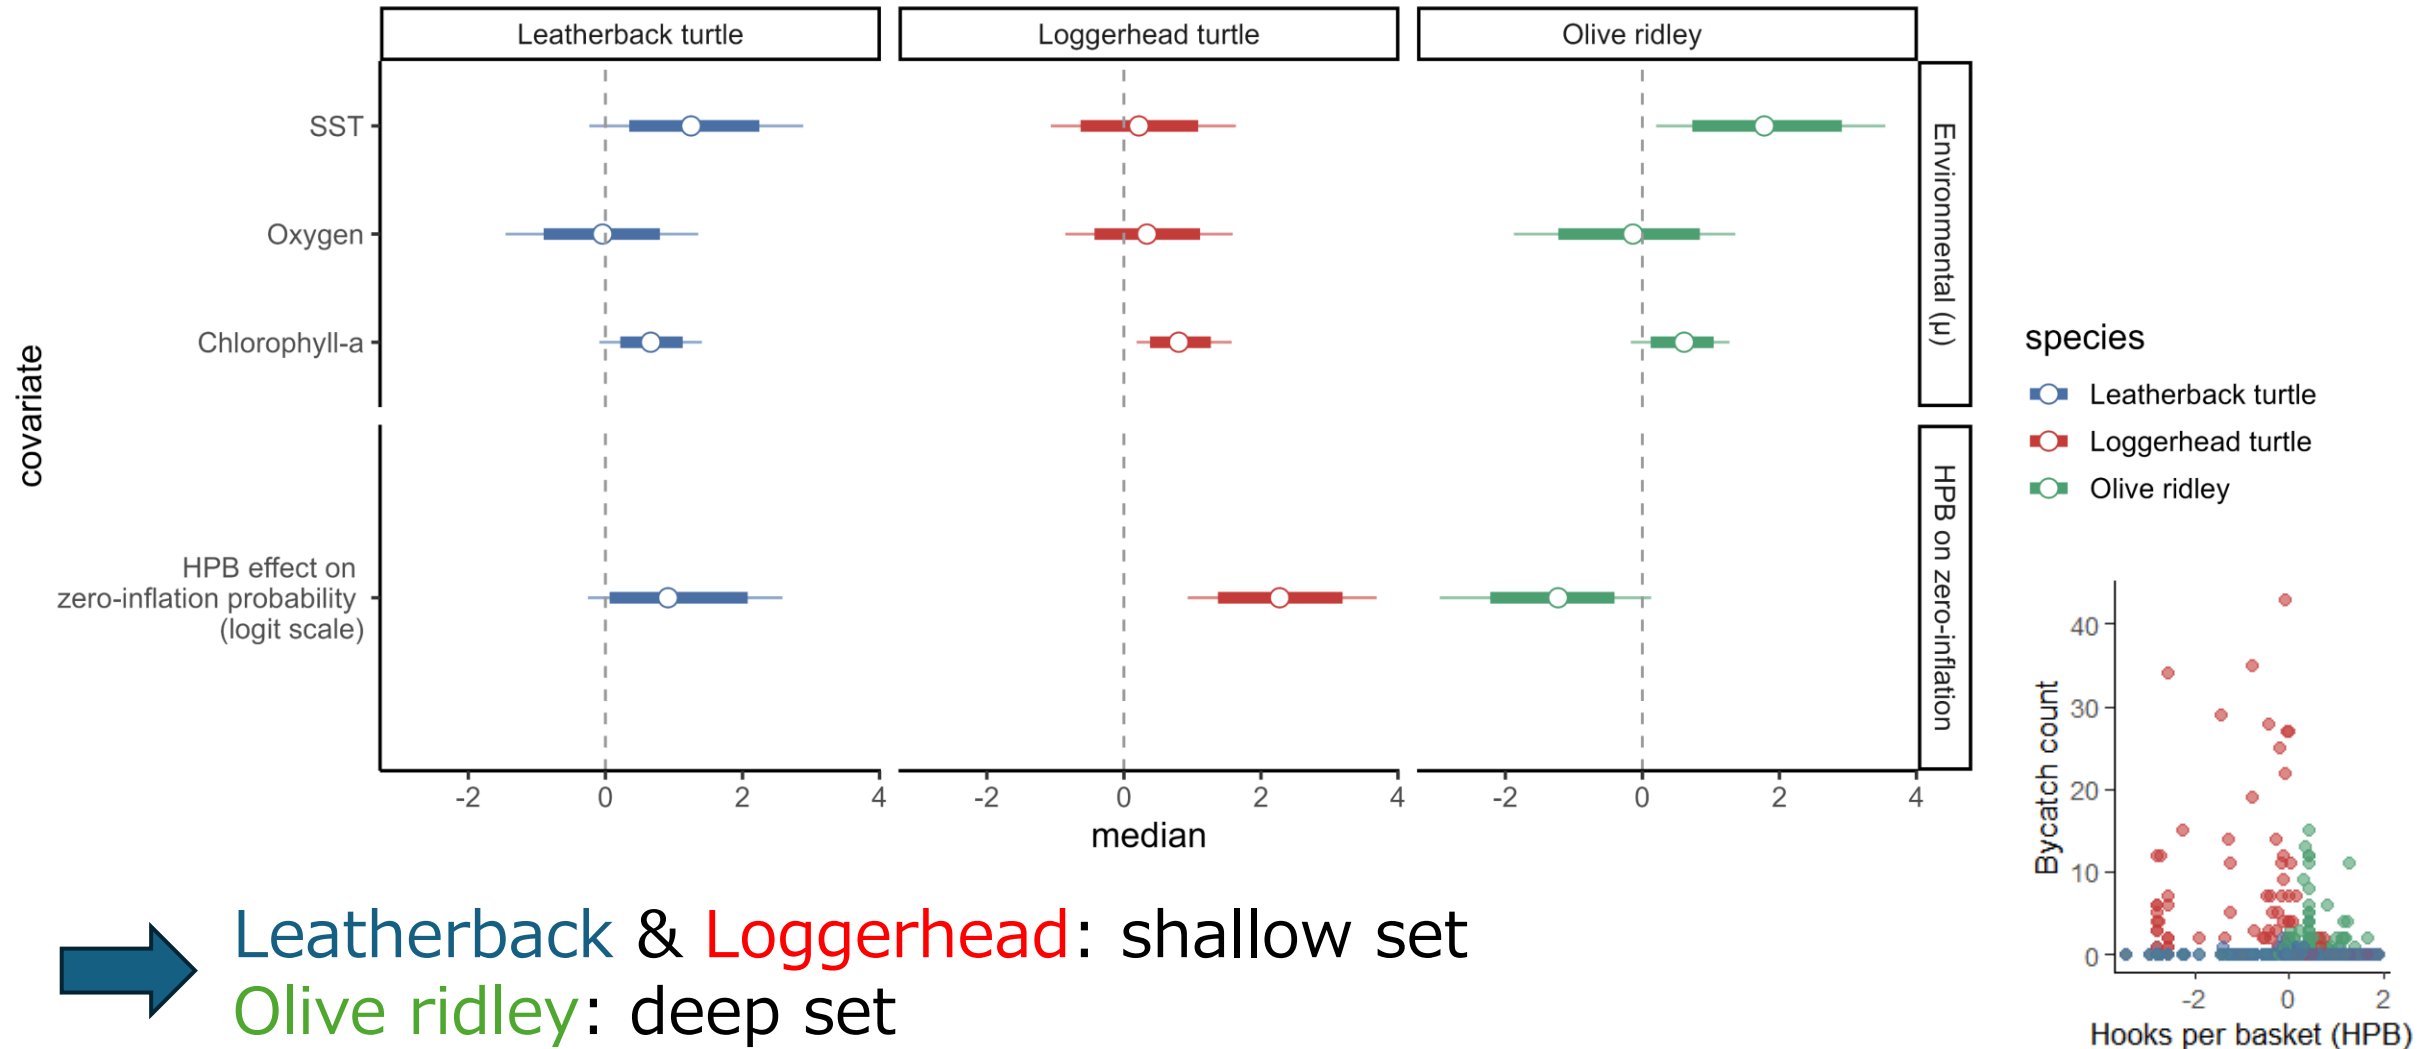 Leatherback turtle
Loggerhead turtle
Olive ridley
covariate
SST
Oxygen
Chlorophyll-a
Environmental (μ)
HPB effect on
zero-inflation probability
(logit scale)
HPB on zero-inflation
-2 0 2 4
-2 0 2 4
-2 0 2 4
median
species
Leatherback turtle
Loggerhead turtle
Olive ridley
Bycatch count
40
30
20
10
0
-2 0 2
Hooks per basket (HPB)
Leatherback & Loggerhead: shallow set
Olive ridley: deep set